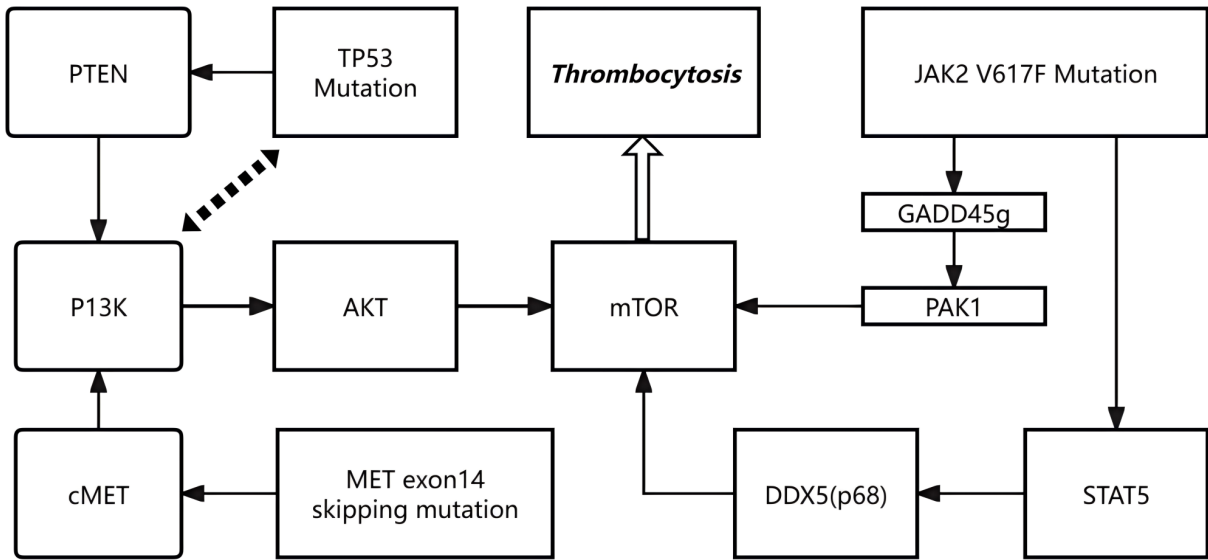 PTEN
TP53
Mutation
Thrombocytosis
JAK2 V617F Mutation
GADD45g
P13K
AKT
mTOR
PAK1
cMET
MET exon14
skipping mutation
DDX5(p68)
STAT5